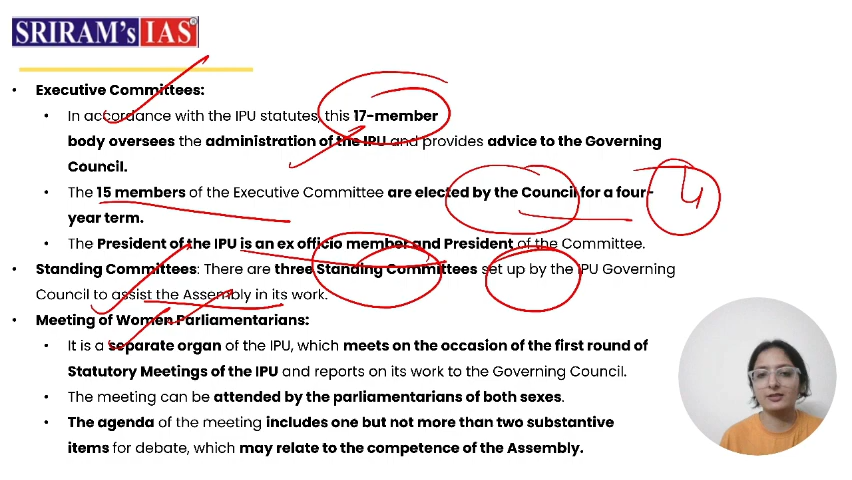 SRIRAM's IAS
• Executive Committees:
• In accordance with the IPU statutes, this 17-member
body oversees the administration of the IPU and provides advice to the Governing
Council.
• The 15 members of the Executive Committee are elected by the Council for a four-
year term.
4
• The President of the IPU is an ex officio member and President of the Committee.
• Standing Committees: There are three Standing Committees set up by the IPU Governing
Council to assist the Assembly in its work.
• Meeting of Women Parliamentarians:
• It is a separate organ of the IPU, which meets on the occasion of the first round of
Statutory Meetings of the IPU and reports on its work to the Governing Council.
• The meeting can be attended by the parliamentarians of both sexes.
• The agenda of the meeting includes one but not more than two substantive
items for debate, which may relate to the competence of the Assembly.